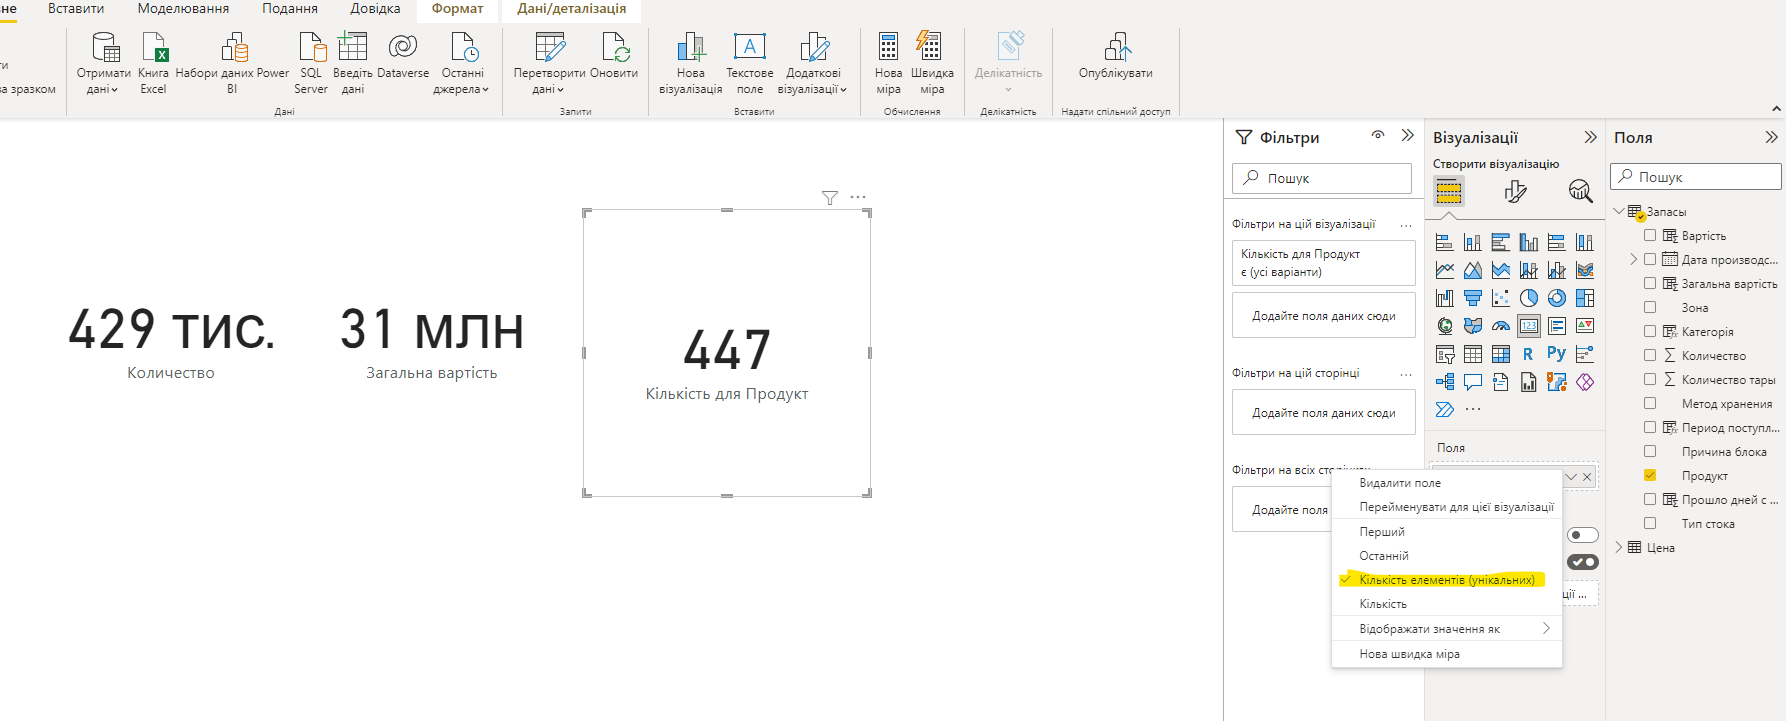 вне
Вставити
Моделювання
Подання
Довідка
Формат
Дані/деталізація
ти
за зразком
Отримати
дані
Книга
Excel
Набори даних Power
BI
SQL
Server
Введіть
дані
Dataverse
Останні
джерела
Дані
Перетворити
дані
Оновити
Запити
Нова
візуалізація
A
Текстове
поле
Додаткові
візуалізації
Вставити
Нова
міра
Швидка
міра
Обчислення
Делікатність
Делікатність
Опублікувати
Надати спільний доступ
429 тис.
Количество
31 млн
Загальна вартість
447
Кількість для Продукт
Фільтри
Пошук
Фільтри на цій візуалізації
...
Кількість для Продукт
є (усі варіанти)
Додайте поля даних сюди
Фільтри на цій сторінці
...
Додайте поля даних сюди
Фільтри на всіх сторінках
Додайте поля
Візуалізації
Створити візуалізацію
123
R
Py
...
Поля
ції ...
Видалити поле
Перейменувати для цієї візуалізації
Перший
Останній
Кількість елементів (унікальних)
Кількість
Відображати значення як
Нова швидка міра
Поля
Пошук
Запасы
Вартість
Дата производс...
Загальна вартість
Зона
Категорія
Количество
Количество тары
Метод хранения
Период поступл...
Причина блока
Продукт
Прошло дней с ...
Тип стока
Цена